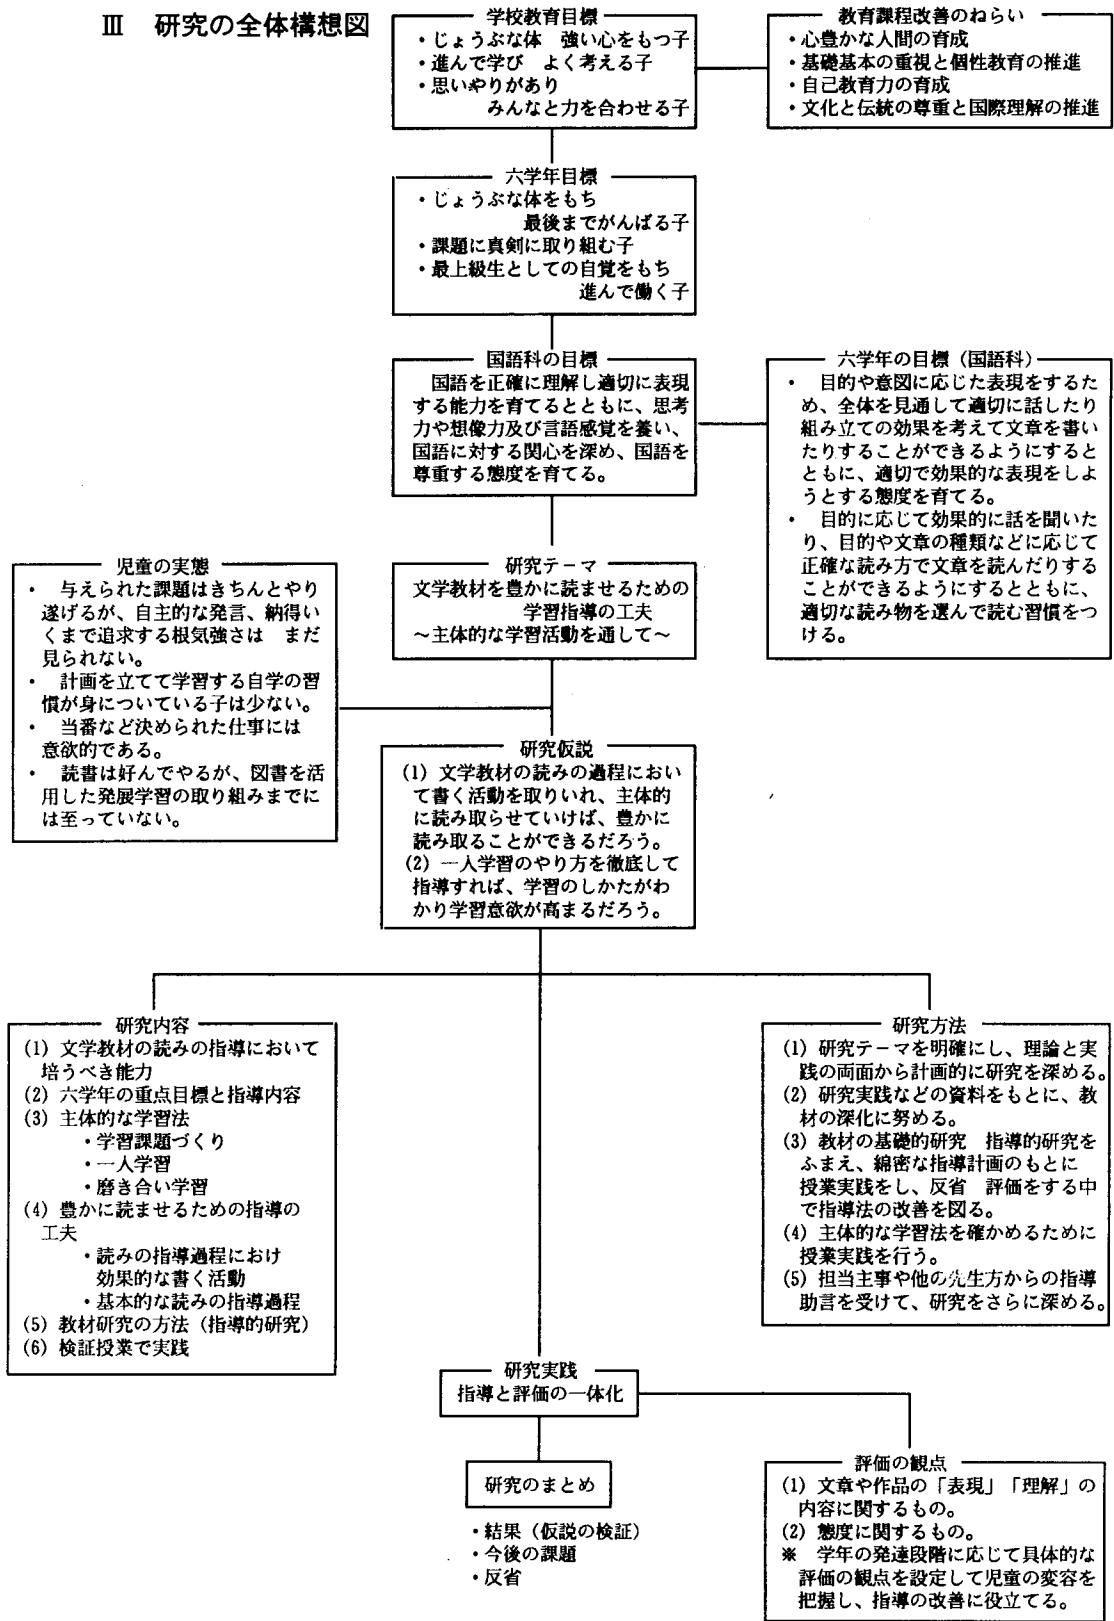 Ⅲ　研究の全体構想図
学校教育目標
・じょうぶな体　強い心をもつ子
・進んで学び　よく考える子
・思いやりがあり
みんなと力を合わせる子
教育課程改善のねらい
・心豊かな人間の育成
・基礎基本の重視と個性教育の推進
・自己教育力の育成
・文化と伝統の尊重と国際理解の推進
六学年目標
・じょうぶな体をもち
最後までがんばる子
・課題に真剣に取り組む子
・最上級生としての自覚をもち
進んで働く子
国語科の目標
国語を正確に理解し適切に表現
する能力を育てるとともに、思考
力や想像力及び言語感覚を養い、
国語に対する関心を深め、国語を
尊重する態度を育てる。
六学年の目標（国語科）
・　目的や意図に応じた表現をするた
め、全体を見通して適切に話したり
組み立ての効果を考えて文章を書い
たりすることができるようにすると
ともに、適切で効果的な表現をしよ
うとする態度を育てる。
・　目的に応じて効果的に話を聞いた
り、目的や文章の種類などに応じて
正確な読み方で文章を読んだりする
ことができるようにするとともに、
適切な読み物を選んで読む習慣をつ
ける。
児童の実態
・　与えられた課題はきちんとやり
遂げるが、自主的な発言、納得い
くまで追求する根気強さは　まだ
見られない。
・　計画を立てて学習する自学の習
慣が身についている子は少ない。
・　当番など決められた仕事には
意欲的である。
・　読書は好んでやるが、図書を活
用した発展学習の取り組みまでに
は至っていない。
研究テーマ
文学教材を豊かに読ませるための
学習指導の工夫
～主体的な学習活動を通して～
研究仮説
(1) 文学教材の読みの過程におい
て書く活動を取りいれ、主体的
に読み取らせていけば、豊かに
読み取ることができるだろう。
(2) 一人学習のやり方を徹底して
指導すれば、学習のしかたがわ
かり学習意欲が高まるだろう。
研究内容
(1) 文学教材の読みの指導において
培うべき能力
(2) 六学年の重点目標と指導内容
(3) 主体的な学習法
・学習課題づくり
・一人学習
・磨き合い学習
(4) 豊かに読ませるための指導の
工夫
・読みの指導過程におけ
効果的な書く活動
・基本的な読みの指導過程
(5) 教材研究の方法（指導的研究）
(6) 検証授業で実践
研究方法
(1) 研究テーマを明確にし、理論と実
践の両面から計画的に研究を深める。
(2) 研究実践などの資料をもとに、教
材の深化に努める。
(3) 教材の基礎的研究　指導的研究を
ふまえ、綿密な指導計画のもとに
授業実践をし、反省　評価をする中
で指導法の改善を図る。
(4) 主体的な学習法を確かめるために
授業実践を行う。
(5) 担当主事や他の先生方からの指導
助言を受けて、研究をさらに深める。
研究実践
指導と評価の一体化
研究のまとめ
・結果（仮説の検証）
・今後の課題
・反省
評価の観点
(1) 文章や作品の「表現」「理解」の
内容に関するもの。
(2) 態度に関するもの。
※　学年の発達段階に応じて具体的な
評価の観点を設定して児童の変容を
把握し、指導の改善に役立てる。